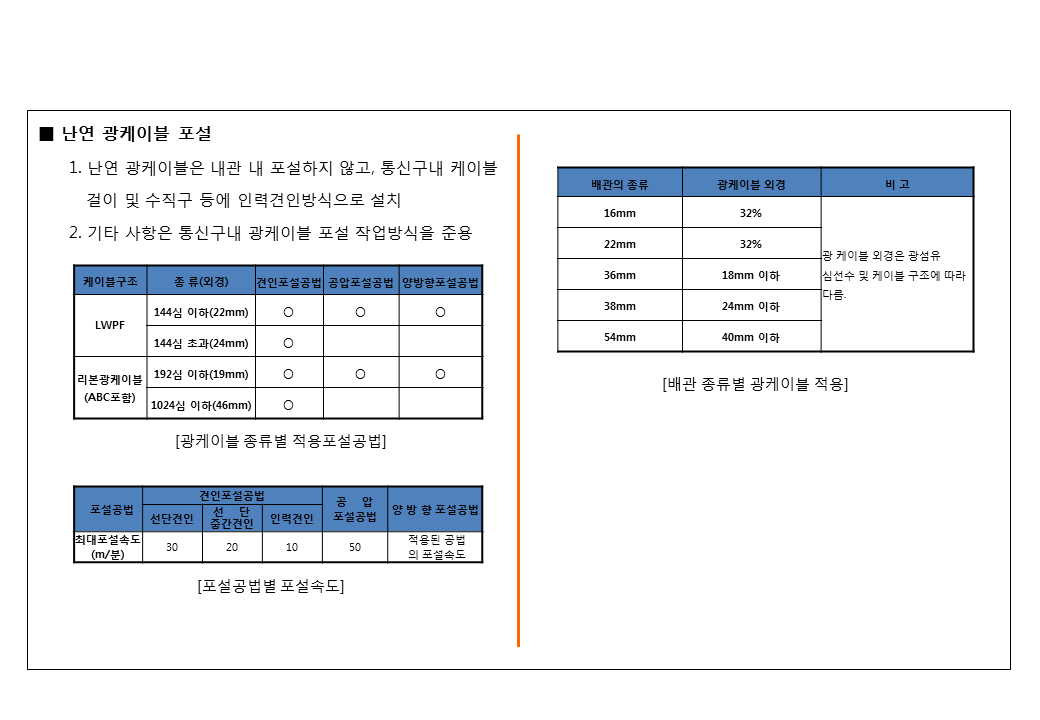 ■ 난연 광케이블 포설
1. 난연 광케이블은 내관 내 포설하지 않고, 통신구내 케이블
걸이 및 수직구 등에 인력견인방식으로 설치
2. 기타 사항은 통신구내 광케이블 포설 작업방식을 준용
케이블구조 종 류(외경) 견인포설공법 공압포설공법 양방향포설공법
LWPF
144심 이하(22mm) ○ ○ ○
144심 초과(24mm) ○
리본광케이블
(ABC포함)
192심 이하(19mm) ○ ○ ○
1024심 이하(46mm) ○
[광케이블 종류별 적용포설공법]
포설공법 견인포설공법 공 압
포설공법 양 방 향 포설공법
선단견인 선 단
중간견인 인력견인
최대포설속도
(m/분) 30 20 10 50 적용된 공법
의 포설속도
[포설공법별 포설속도]
배관의 종류 광케이블 외경 비 고
16mm 32%
22mm 32%
36mm 18mm 이하
38mm 24mm 이하
54mm 40mm 이하
광 케이블 외경은 광섬유
심선수 및 케이블 구조에 따라
다름.
[배관 종류별 광케이블 적용]